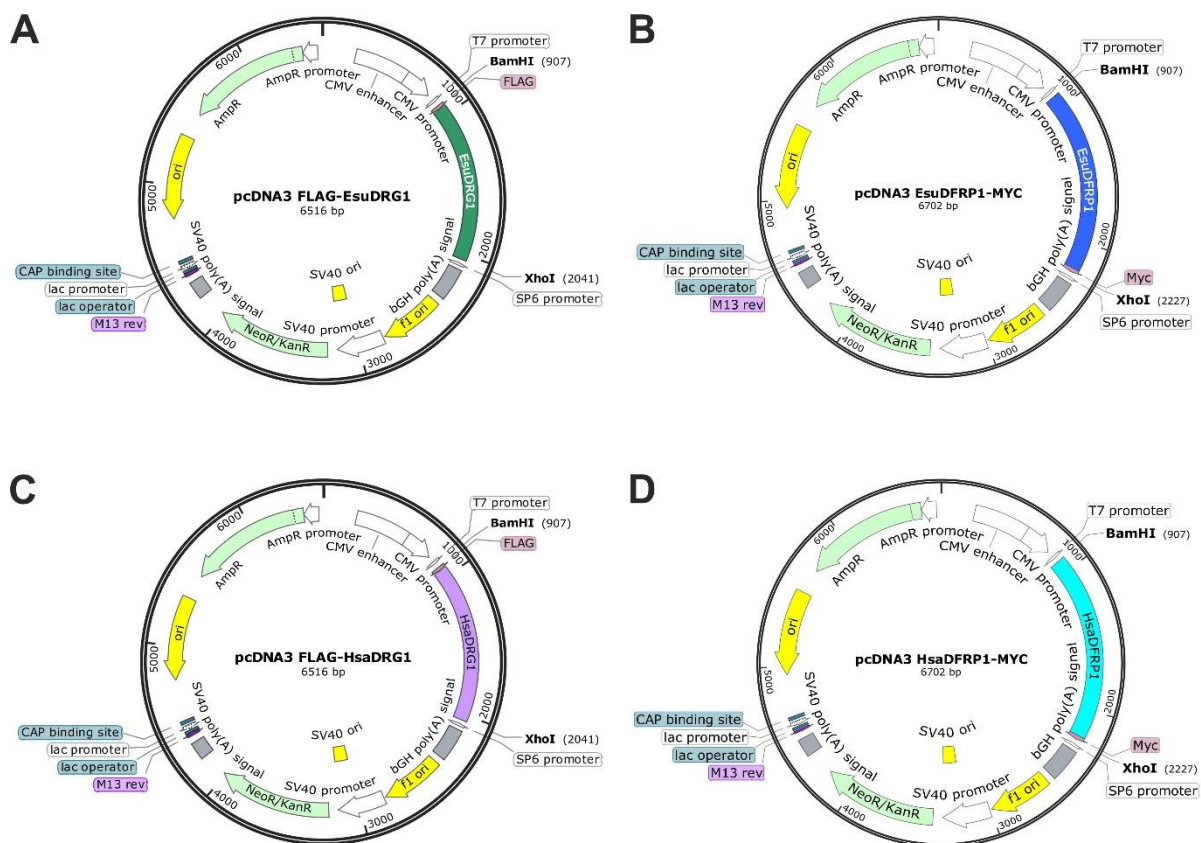 A
T7 promoter
BamHI (907)
FLAG
6000
AmpR promoter
CMV enhancer
CMV promoter
1000
AmpR
EsuDRG1
ori
5000
pcDNA3 FLAG-EsuDRG1
6516 bp
2000
bGH poly(A) signal
SV40 poly(A) signal
SV40 ori
CAP binding site
lac promoter
lac operator
M13 rev
XhoI (2041)
SP6 promoter
SV40 promoter
f1 ori
NeoR/KanR
4000
3000
B
T7 promoter
BamHI (907)
6000
AmpR promoter
CMV enhancer
CMV promoter
1000
AmpR
EsuDFRP1
ori
5000
pcDNA3 EsuDFRP1-MYC
6702 bp
2000
bGH poly(A) signal
SV40 poly(A) signal
SV40 ori
CAP binding site
lac promoter
lac operator
M13 rev
Myc
XhoI (2227)
SP6 promoter
SV40 promoter
f1 ori
NeoR/KanR
4000
3000
C
T7 promoter
BamHI (907)
FLAG
6000
AmpR promoter
CMV enhancer
CMV promoter
1000
AmpR
HsaDRG1
ori
5000
pcDNA3 FLAG-HsaDRG1
6516 bp
2000
bGH poly(A) signal
SV40 poly(A) signal
SV40 ori
CAP binding site
lac promoter
lac operator
M13 rev
XhoI (2041)
SP6 promoter
SV40 promoter
f1 ori
NeoR/KanR
4000
3000
D
T7 promoter
BamHI (907)
6000
AmpR promoter
CMV enhancer
CMV promoter
1000
AmpR
HsaDFRP1
ori
5000
pcDNA3 HsaDFRP1-MYC
6702 bp
2000
bGH poly(A) signal
SV40 poly(A) signal
SV40 ori
CAP binding site
lac promoter
lac operator
M13 rev
Myc
XhoI (2227)
SP6 promoter
SV40 promoter
f1 ori
NeoR/KanR
4000
3000